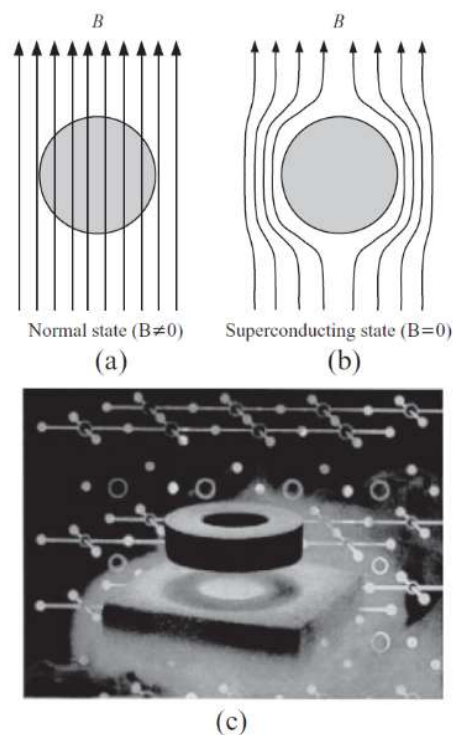 B B
Normal state (B≠0) Superconducting state (B=0)
(a) (b)
(c)